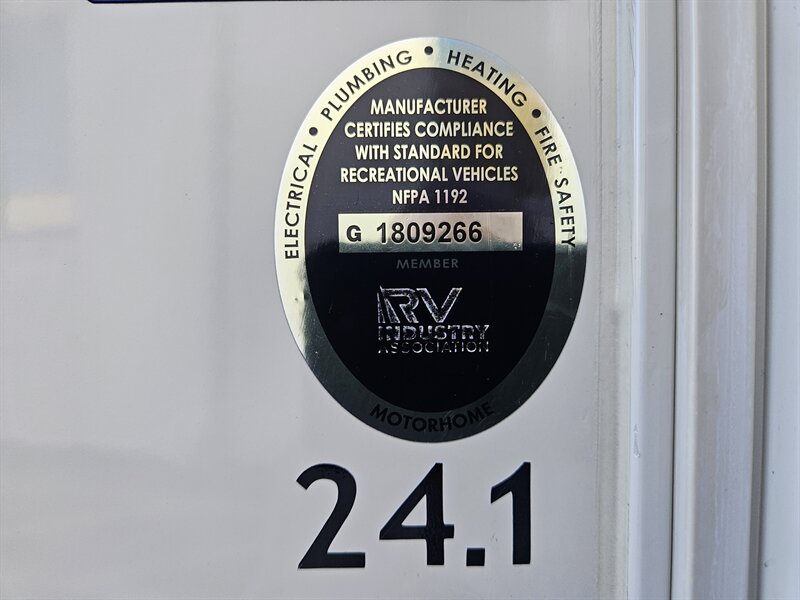 ELECTRICAL • PLUMBING • HEATING • FIRE SAFETY
MANUFACTURER
CERTIFIES COMPLIANCE
WITH STANDARD FOR
RECREATIONAL VEHICLES
NFPA 1192
G 1809266
MEMBER
RV
INDUSTRY
ASSOCIATION
MOTORHOME
24.1